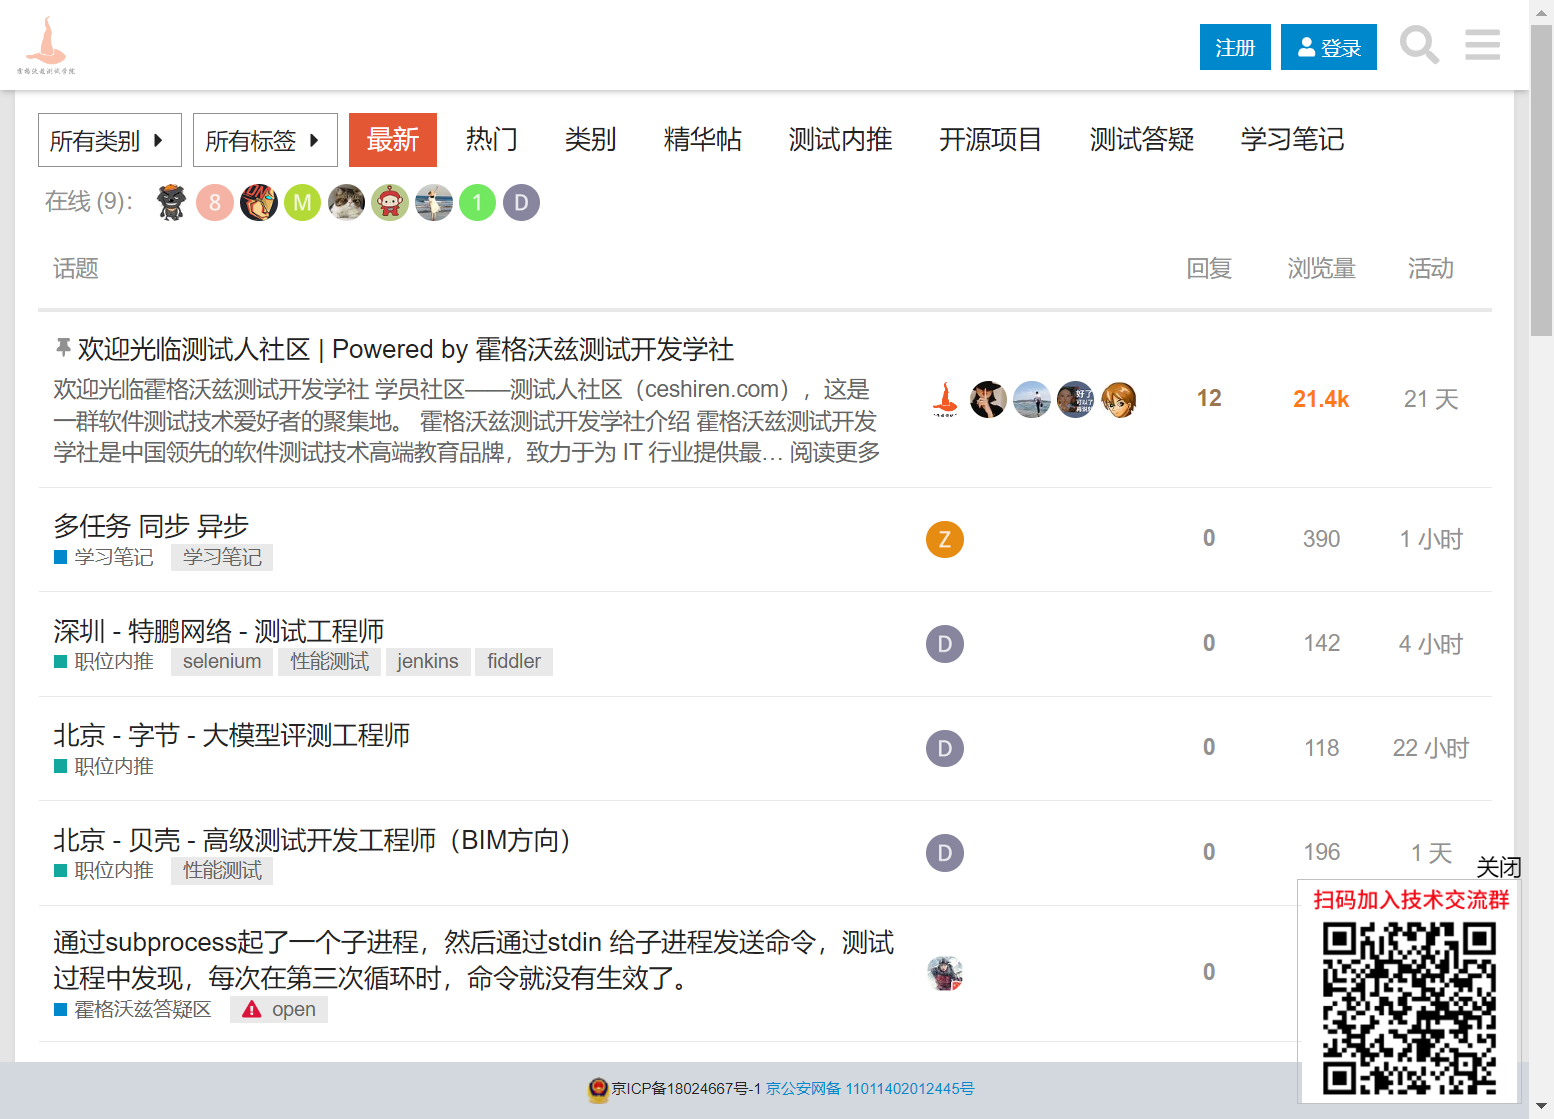 霍格沃兹测试学院
注册
登录
所有类别
所有标签
最新
热门
类别
精华帖
测试内推
开源项目
测试答疑
学习笔记
在线 (9):
8
M
1
D
话题
回复
浏览量
活动
欢迎光临测试人社区 | Powered by 霍格沃兹测试开发学社
欢迎光临霍格沃兹测试开发学社 学员社区——测试人社区（ceshiren.com），这是
一群软件测试技术爱好者的聚集地。 霍格沃兹测试开发学社介绍 霍格沃兹测试开发
学社是中国领先的软件测试技术高端教育品牌，致力于为 IT 行业提供最… 阅读更多
12
21.4k
21 天
多任务 同步 异步
学习笔记
学习笔记
Z
0
390
1 小时
深圳 - 特鹏网络 - 测试工程师
职位内推
selenium
性能测试
jenkins
fiddler
D
0
142
4 小时
北京 - 字节 - 大模型评测工程师
职位内推
D
0
118
22 小时
北京 - 贝壳 - 高级测试开发工程师（BIM方向）
职位内推
性能测试
D
0
196
1 天
关闭
扫码加入技术交流群
通过subprocess起了一个子进程，然后通过stdin 给子进程发送命令，测试
过程中发现，每次在第三次循环时，命令就没有生效了。
霍格沃兹答疑区
open
0
京ICP备18024667号-1 京公安网备 11011402012445号